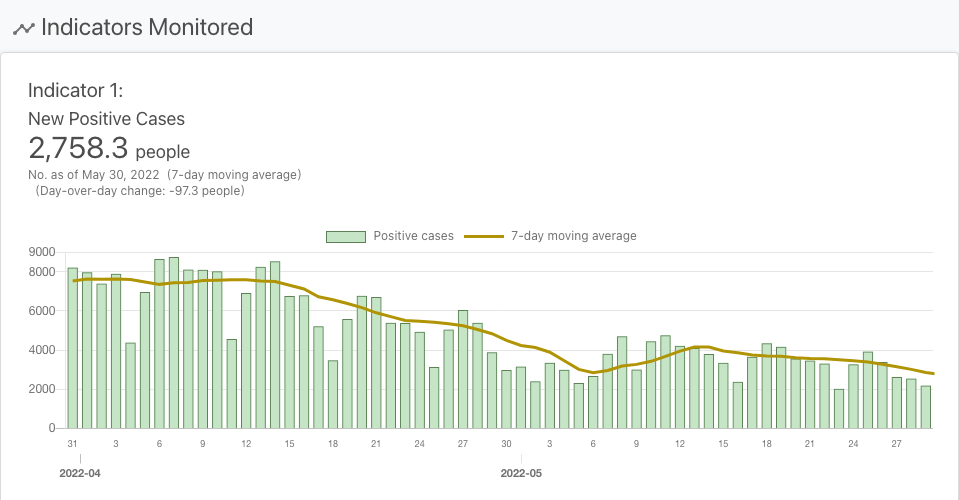 Indicators Monitored
Indicator 1:
New Positive Cases
2,758.3 people
No. as of May 30, 2022 (7-day moving average)
(Day-over-day change: -97.3 people)
Positive cases 7-day moving average
9000
8000
6000
4000
2000
0
31 3 6 9 12 15 18 21 24 27 30 3 6 9 12 15 18 21 24 27
2022-04 2022-05